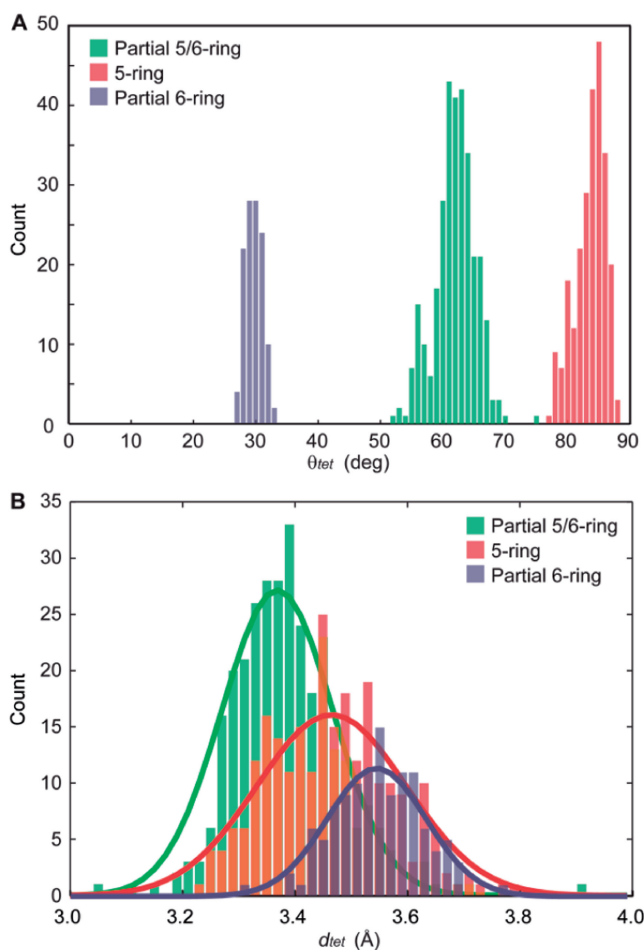 A
50
40
30
20
10
0
Count
Partial 5/6-ring
5-ring
Partial 6-ring
0 10 20 30 40 50 60 70 80 90
θtet (deg)
B
35
30
25
20
15
10
5
0
Count
Partial 5/6-ring
5-ring
Partial 6-ring
3.0 3.2 3.4 3.6 3.8 4.0
dtet (Å)